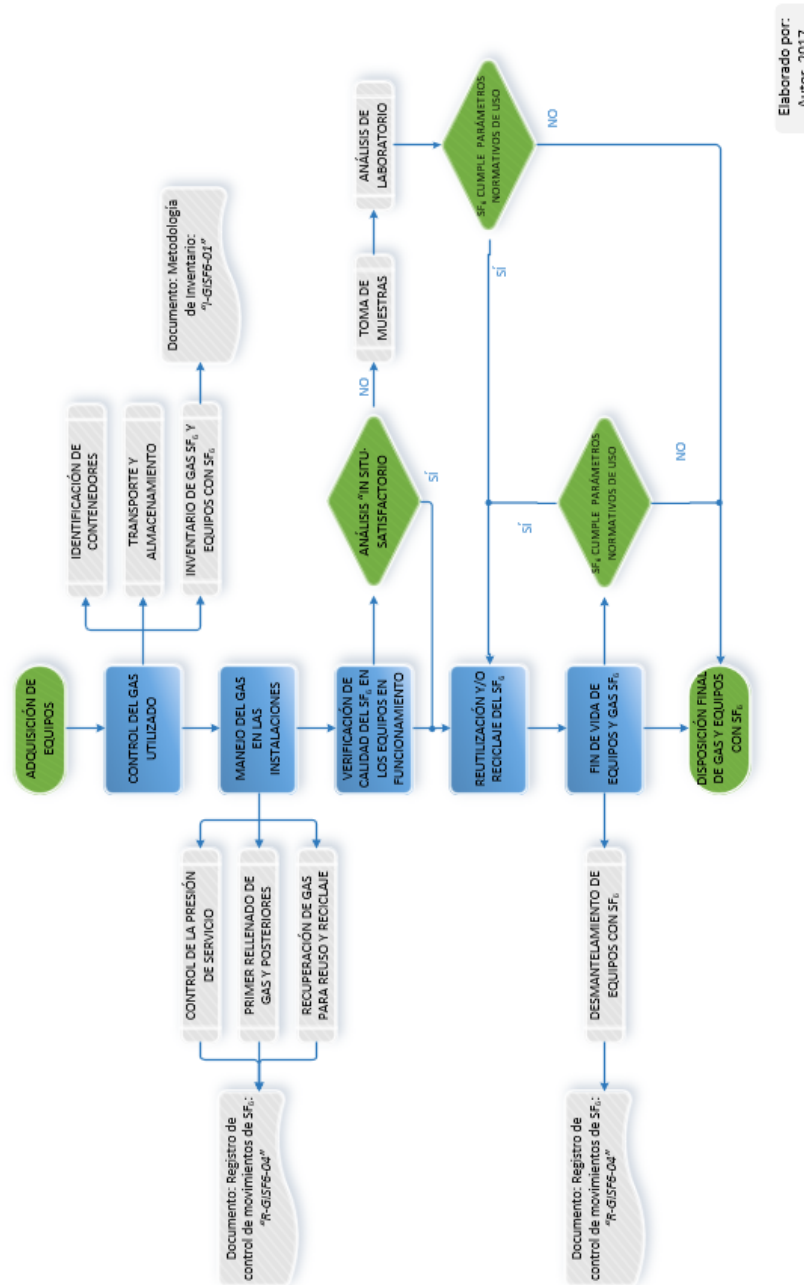 ADQUISICIÓN DE
EQUIPOS
CONTROL DEL GAS
UTILIZADO
IDENTIFICACIÓN DE
CONTENEDORES
TRANSPORTE Y
ALMACENAMIENTO
INVENTARIO DE GAS SF₆ Y
EQUIPOS CON SF₆
Documento: Metodología
de Inventario:
"I-GISF6-01"
MANEJO DEL GAS
EN LAS
INSTALACIONES
CONTROL DE LA PRESIÓN
DE SERVICIO
PRIMER RELLENADO DE
GAS Y POSTERIORES
RECUPERACIÓN DE GAS
PARA REUSO Y RECICLAJE
Documento: Registro de
control de movimientos de SF₆:
"R-GISF6-04"
VERIFICACIÓN DE
CALIDAD DEL SF₆ EN
LOS EQUIPOS EN
FUNCIONAMIENTO
ANÁLISIS "IN SITU-
SATISFACTORIO
NO
SÍ
TOMA DE
MUESTRAS
ANÁLISIS DE
LABORATORIO
SF₆ CUMPLE PARÁMETROS
NORMATIVOS DE USO
SÍ
NO
REUTILIZACIÓN Y/O
RECICLAJE DEL SF₆
FIN DE VIDA DE
EQUIPOS Y GAS SF₆
SF₆ CUMPLE PARÁMETROS
NORMATIVOS DE USO
SÍ
NO
DESMANTELAMIENTO DE
EQUIPOS CON SF₆
Documento: Registro de
control de movimientos de SF₆:
"R-GISF6-04"
DISPOSICIÓN FINAL
DE GAS Y EQUIPOS
CON SF₆
Elaborado por:
Autor, 2017